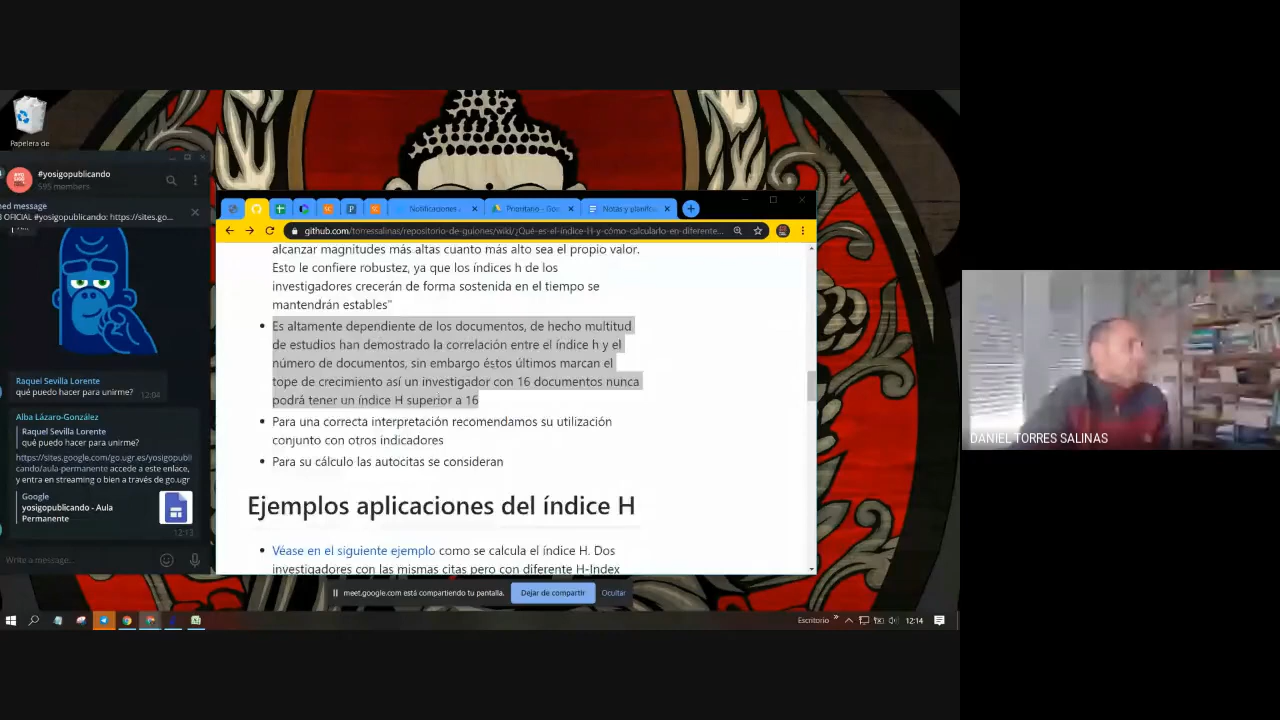 Papelera de
#yosigopublicando
595 members
ned message
OFICIAL #yosigopublicando: https://sites.go...
Raquel Sevilla Lorente
qué puedo hacer para unirme?
12:04
Alba Lázaro-González
Raquel Sevilla Lorente
qué puedo hacer para unirme?
https://sites.google.com/go.ugr.es/yosigopubli
cando/aula-permanente accede a este enlace,
y entra en streaming o bien a través de go.ugr
Google
yosigopublicando - Aula
Permanente
12:13
Write a message...
Notificaciones
Prioritario - Goo
Notas y planifica
github.com/torressalinas/repositorio-de-guiones/wiki/¿Qué-es-el-índice-H-y-cómo-calcularlo-en-diferente...
alcanzar magnitudes más altas cuanto más alto sea el propio valor.
Esto le confiere robustez, ya que los índices h de los
investigadores crecerán de forma sostenida en el tiempo se
mantendrán estables"
• Es altamente dependiente de los documentos, de hecho multitud
de estudios han demostrado la correlación entre el índice h y el
número de documentos, sin embargo éstos últimos marcan el
tope de crecimiento así un investigador con 16 documentos nunca
podrá tener un índice H superior a 16
• Para una correcta interpretación recomendamos su utilización
conjunto con otros indicadores
• Para su cálculo las autocitas se consideran
Ejemplos aplicaciones del índice H
• Véase en el siguiente ejemplo como se calcula el índice H. Dos
investigadores con las mismas citas pero con diferente H-Index
meet.google.com está compartiendo tu pantalla.
Dejar de compartir
Ocultar
Escritorio
12:14
DANIEL TORRES SALINAS